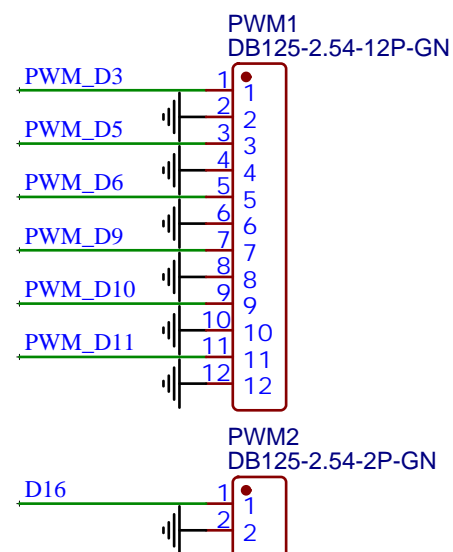 PWM1
DB125-2.54-12P-GN
PWM_D3 1 1
2 2
PWM_D5 3 3
4 4
PWM_D6 5 5
6 6
PWM_D9 7 7
8 8
PWM_D10 9 9
10 10
PWM_D11 11 11
12 12
PWM2
DB125-2.54-2P-GN
D16 1 1
2 2